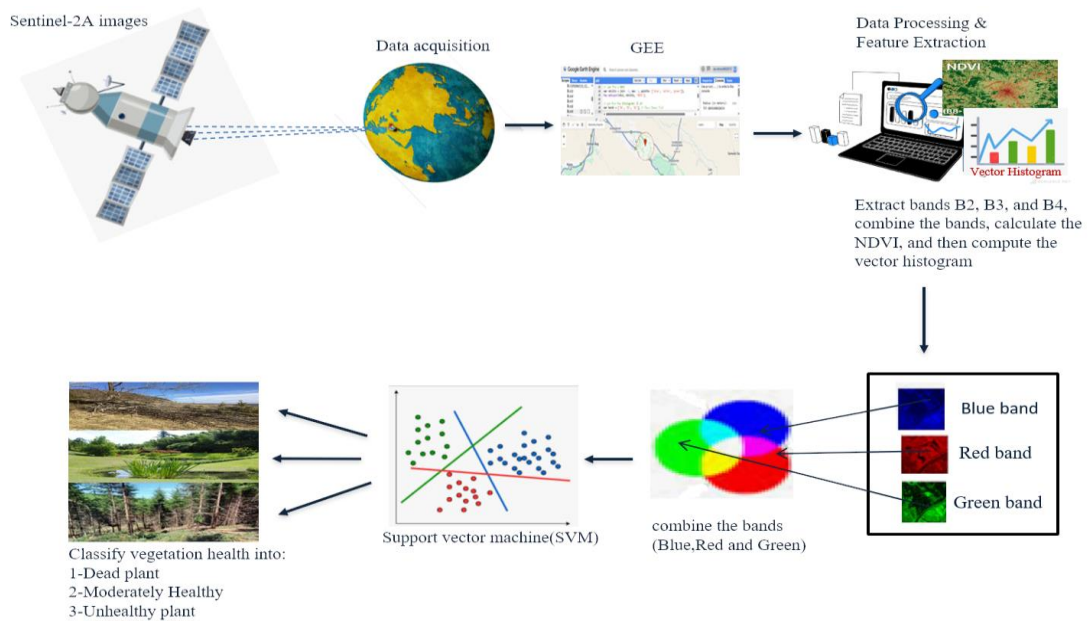 Sentinel-2A images
Data acquisition
GEE
Data Processing &
Feature Extraction
Google Earth Engine
NDVI
Vector Histogram
Extract bands B2, B3, and B4,
combine the bands, calculate the
NDVI, and then compute the
vector histogram
Blue band
Red band
Green band
combine the bands
(Blue,Red and Green)
Support vector machine(SVM)
Classify vegetation health into:
1-Dead plant
2-Moderately Healthy
3-Unhealthy plant